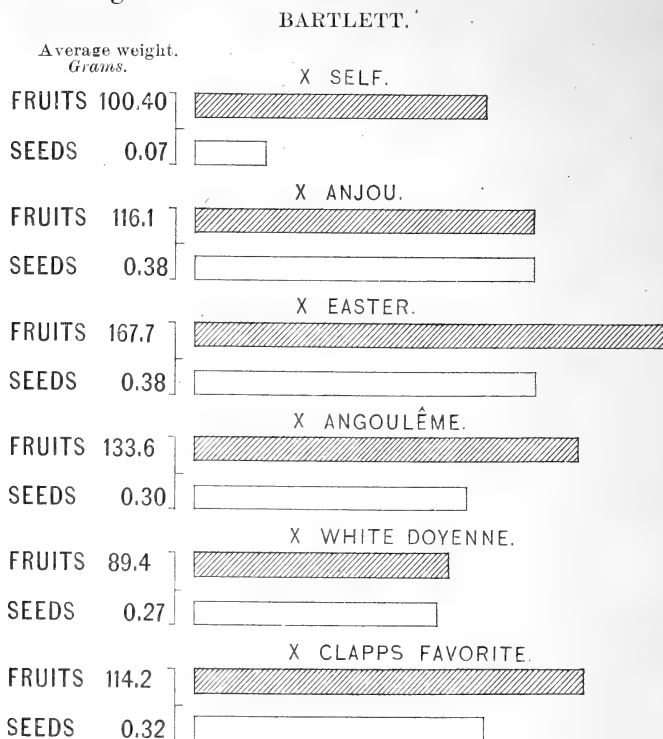 BARTLETT.
Average weight.
Grams.
X SELF.
FRUITS 100.40
SEEDS 0.07
X ANJOU.
FRUITS 116.1
SEEDS 0.38
X EASTER.
FRUITS 167.7
SEEDS 0.38
X ANGOULÊME.
FRUITS 133.6
SEEDS 0.30
X WHITE DOYENNE.
FRUITS 89.4
SEEDS 0.27
X CLAPPS FAVORITE.
FRUITS 114.2
SEEDS 0.32